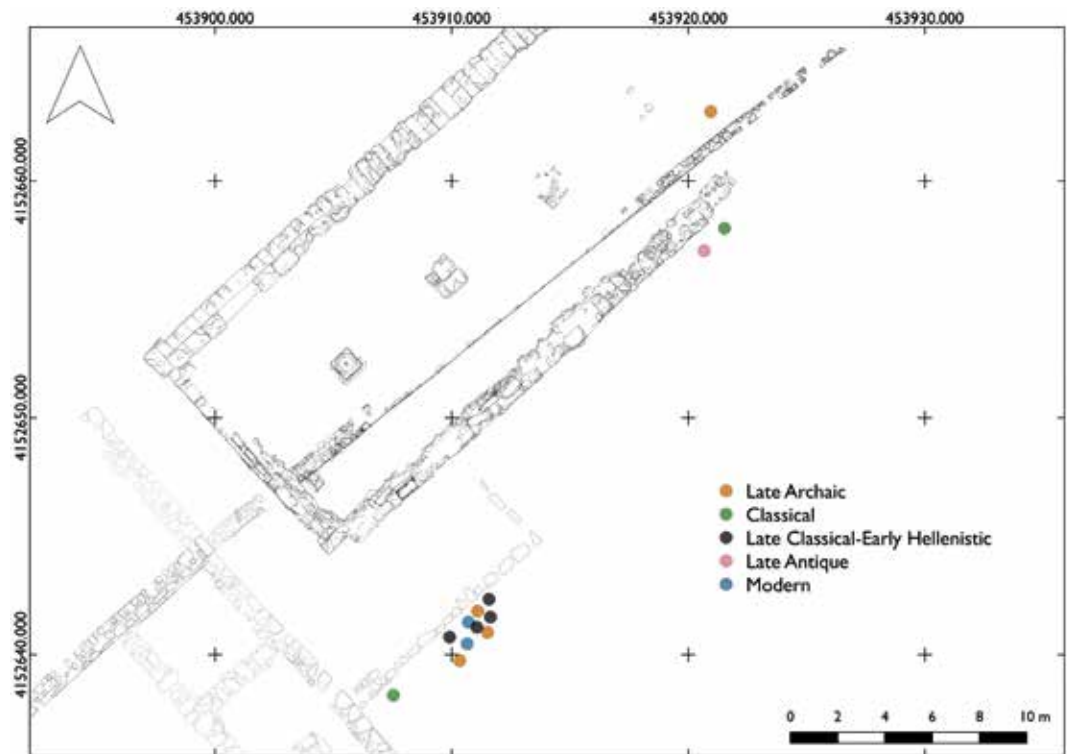 453900.000 453910.000 453920.000 453930.000
4152660.000
4152650.000
4152640.000
Late Archaic
Classical
Late Classical-Early Hellenistic
Late Antique
Modern
0 2 4 6 8 10 m